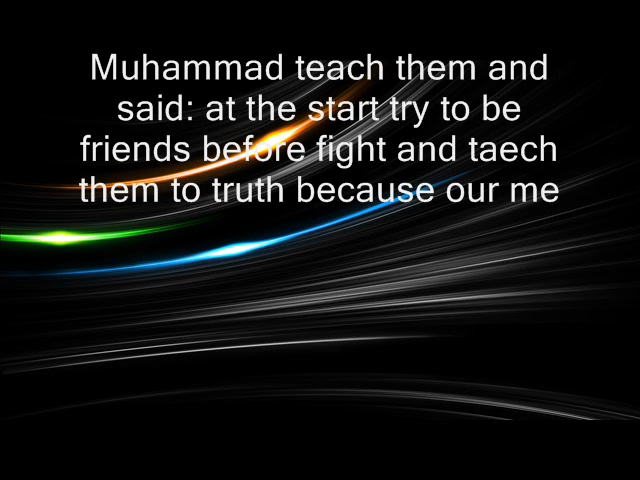 Muhammad teach them and
said: at the start try to be
friends before fight and taech
them to truth because our me